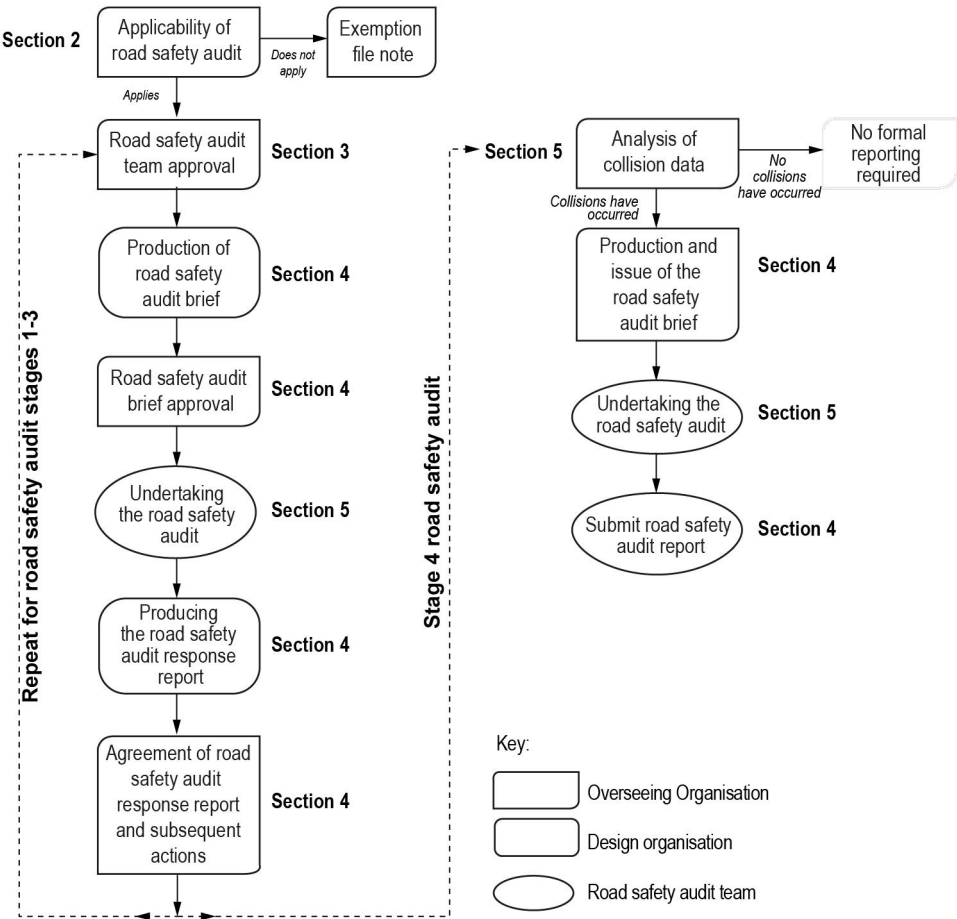 Section 2
Applicability of
road safety audit
Does not
apply
Exemption
file note
Applies
Road safety audit
team approval
Section 3
Production of
road safety
audit brief
Section 4
Road safety audit
brief approval
Section 4
Undertaking
the road safety
audit
Section 5
Producing
the road safety
audit response
report
Section 4
Agreement of road
safety audit
response report
and subsequent
actions
Section 4
Repeat for road safety audit stages 1-3
Stage 4 road safety audit
Section 5
Analysis of
collision data
No
collisions
have occurred
No formal
reporting
required
Collisions have
occurred
Production and
issue of the
road safety
audit brief
Section 4
Undertaking the
road safety audit
Section 5
Submit road safety
audit report
Section 4
Key:
Overseeing Organisation
Design organisation
Road safety audit team